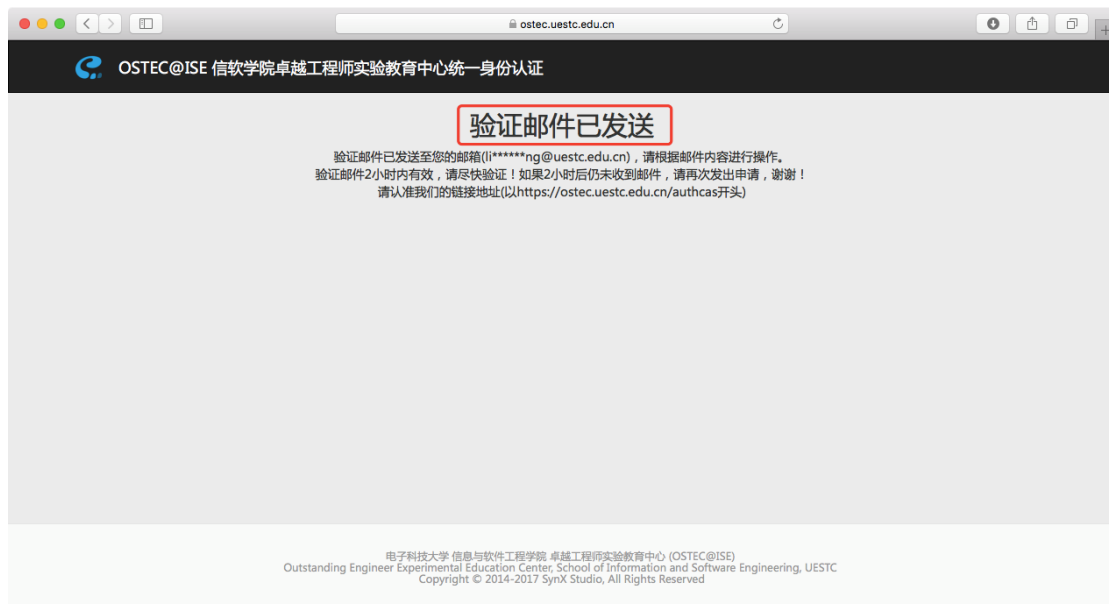 ostec.uestc.edu.cn
OSTEC@ISE 信软学院卓越工程师实验教育中心统一身份认证
验证邮件已发送
验证邮件已发送至您的邮箱(li******ng@uestc.edu.cn)，请根据邮件内容进行操作。
验证邮件2小时内有效，请尽快验证！如果2小时后仍未收到邮件，请再次发出申请，谢谢！
请认准我们的链接地址(以https://ostec.uestc.edu.cn/authcas开头)
电子科技大学 信息与软件工程学院 卓越工程师实验教育中心 (OSTEC@ISE)
Outstanding Engineer Experimental Education Center, School of Information and Software Engineering, UESTC
Copyright © 2014-2017 SynX Studio, All Rights Reserved